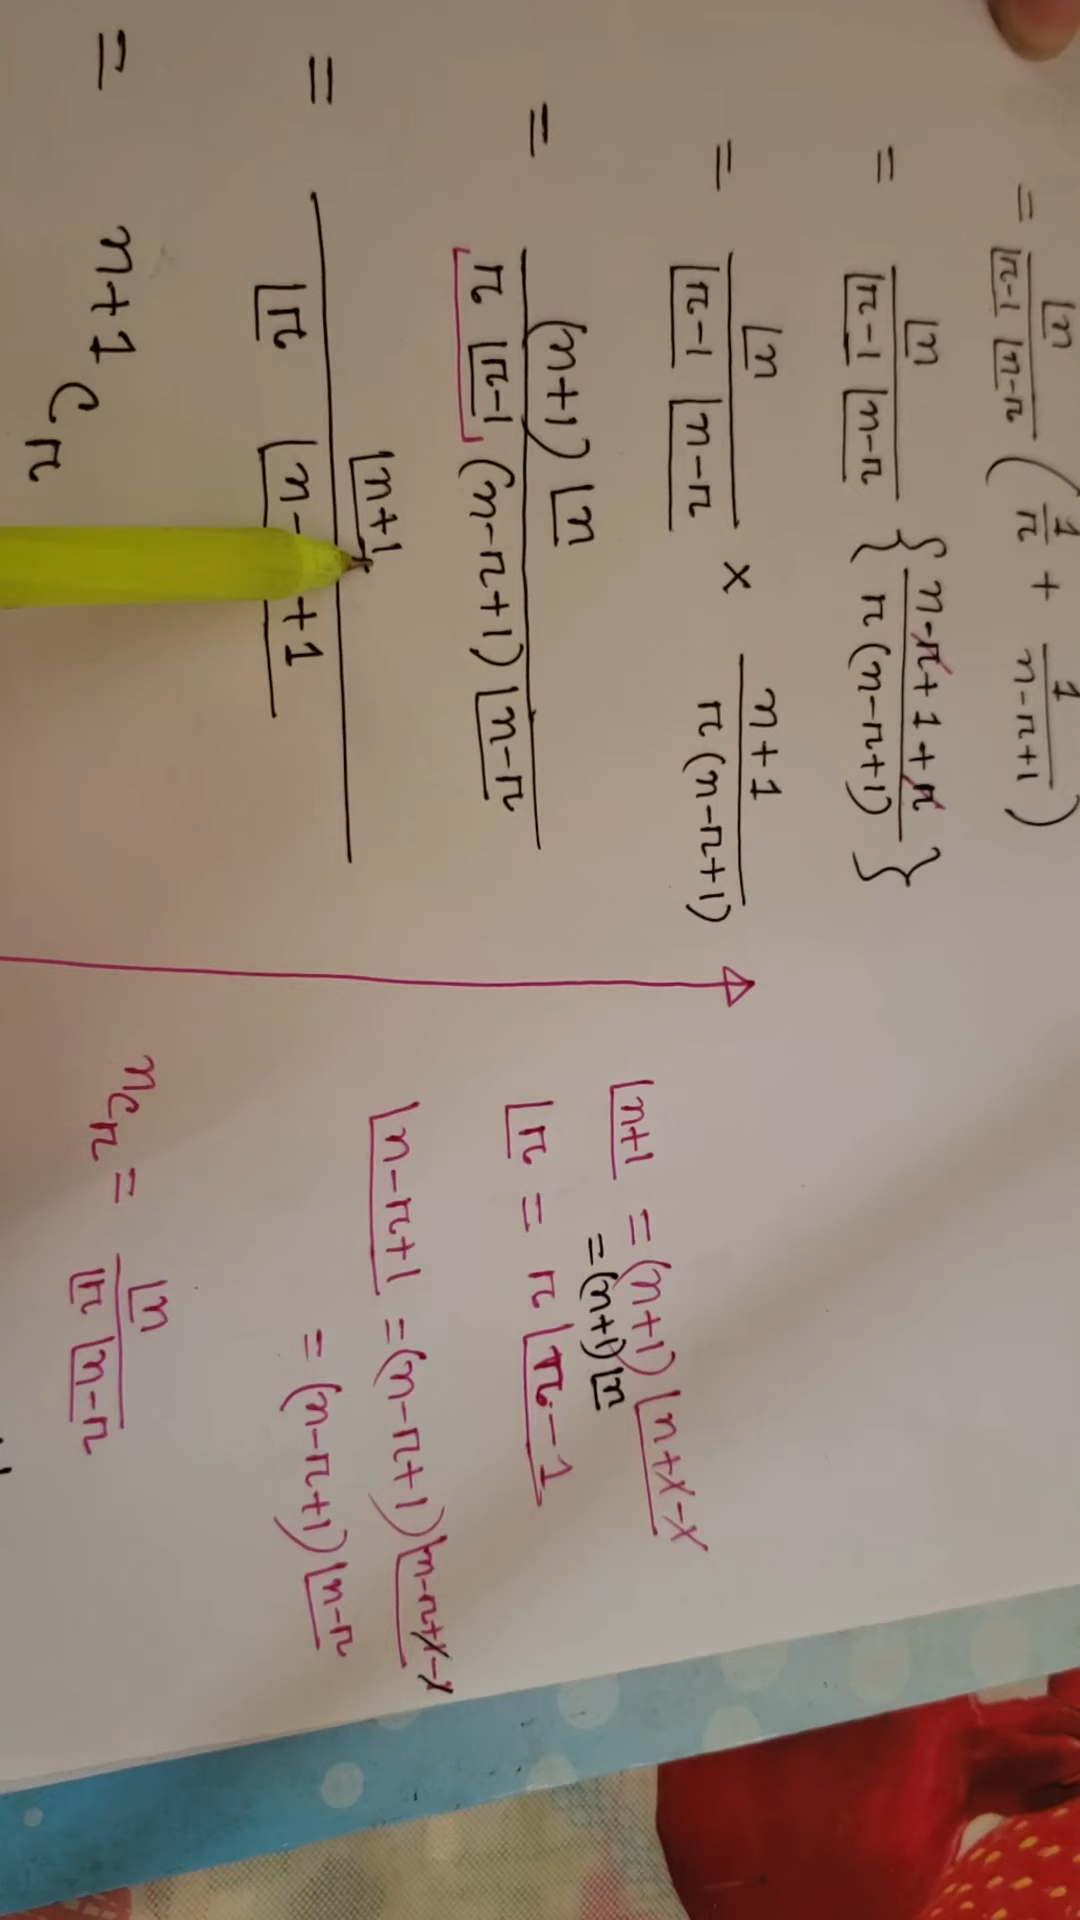 = |n / |r-1 |n-r ( 1/r + 1/n-r+1 )
= |n / |r-1 |n-r { n-r+1+r / r(n-r+1) }
= |n / |r-1 |n-r × n+1 / r(n-r+1)
= (n+1) |n / r |r-1 (n-r+1) |n-r
= |n+1 / |r |n- +1
= n+1Cr
|n+1 = (n+1) |n+1-1
= (n+1) |n
|r = r |r-1
|n-r+1 = (n-r+1) |n-r+1-1
= (n-r+1) |n-r
nCr = |n / |r |n-r